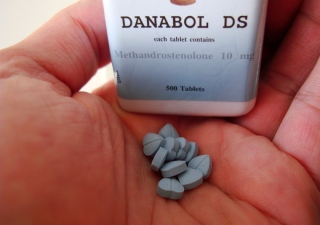 DANABOL DS
each tablet contains
Methandrostenolone 10 mg
500 Tablets